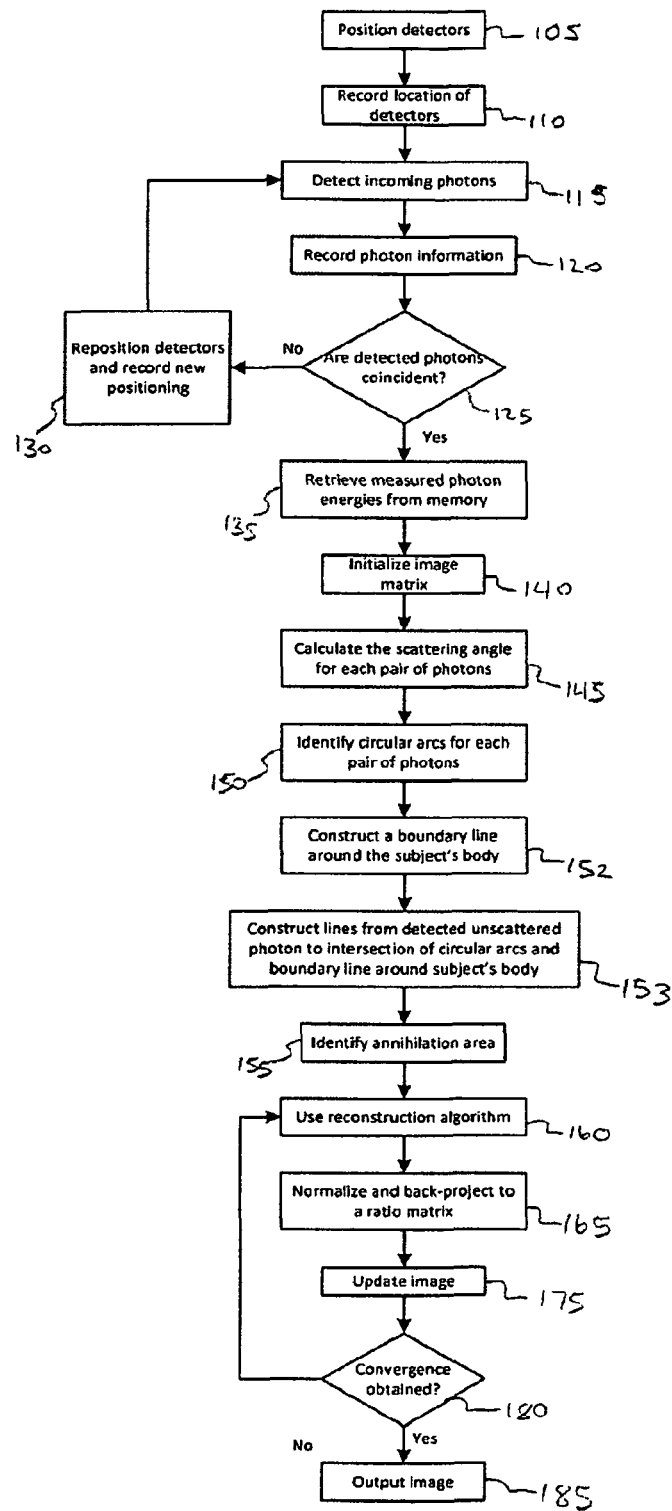 Position detectors
105
Record location of
detectors
110
Detect incoming photons
115
Record photon information
120
Are detected photons
coincident?
125
No
Reposition detectors
and record new
positioning
130
Yes
Retrieve measured photon
energies from memory
135
Initialize image
matrix
140
Calculate the scattering angle
for each pair of photons
145
Identify circular arcs for each
pair of photons
150
Construct a boundary line
around the subject's body
152
Construct lines from detected unscattered
photon to intersection of circular arcs and
boundary line around subject's body
153
Identify annihilation area
155
Use reconstruction algorithm
160
Normalize and back-project to
a ratio matrix
165
Update image
175
Convergence
obtained?
180
No
Yes
Output image
185